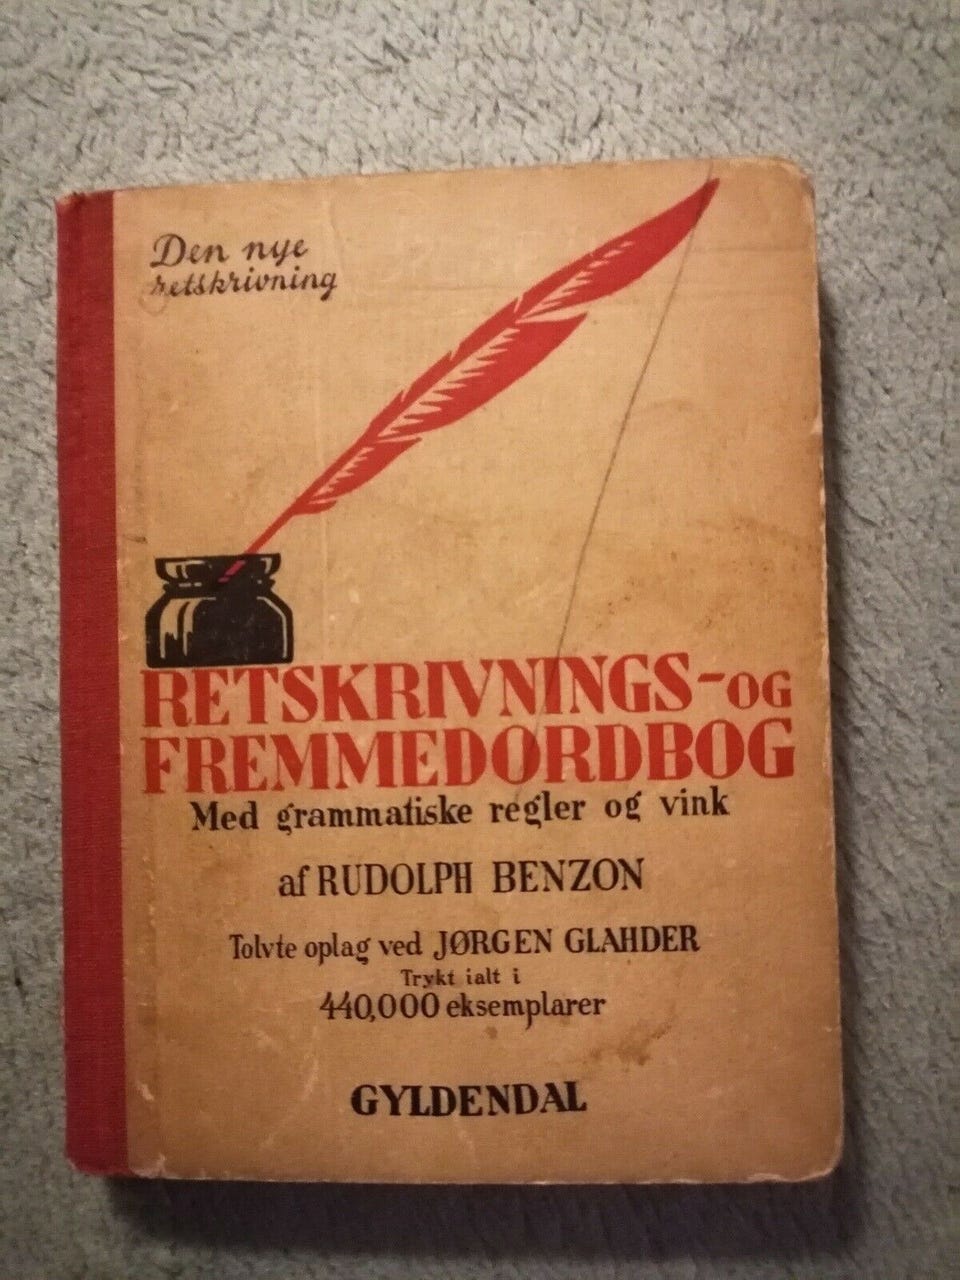 Den nye
retskrivning
RETSKRIVNINGS-OG
FREMMEDORDBOG
Med grammatiske regler og vink
af RUDOLPH BENZON
Tolvte oplag ved JØRGEN GLAHDER
Trykt ialt i
440,000 eksemplarer
GYLDENDAL